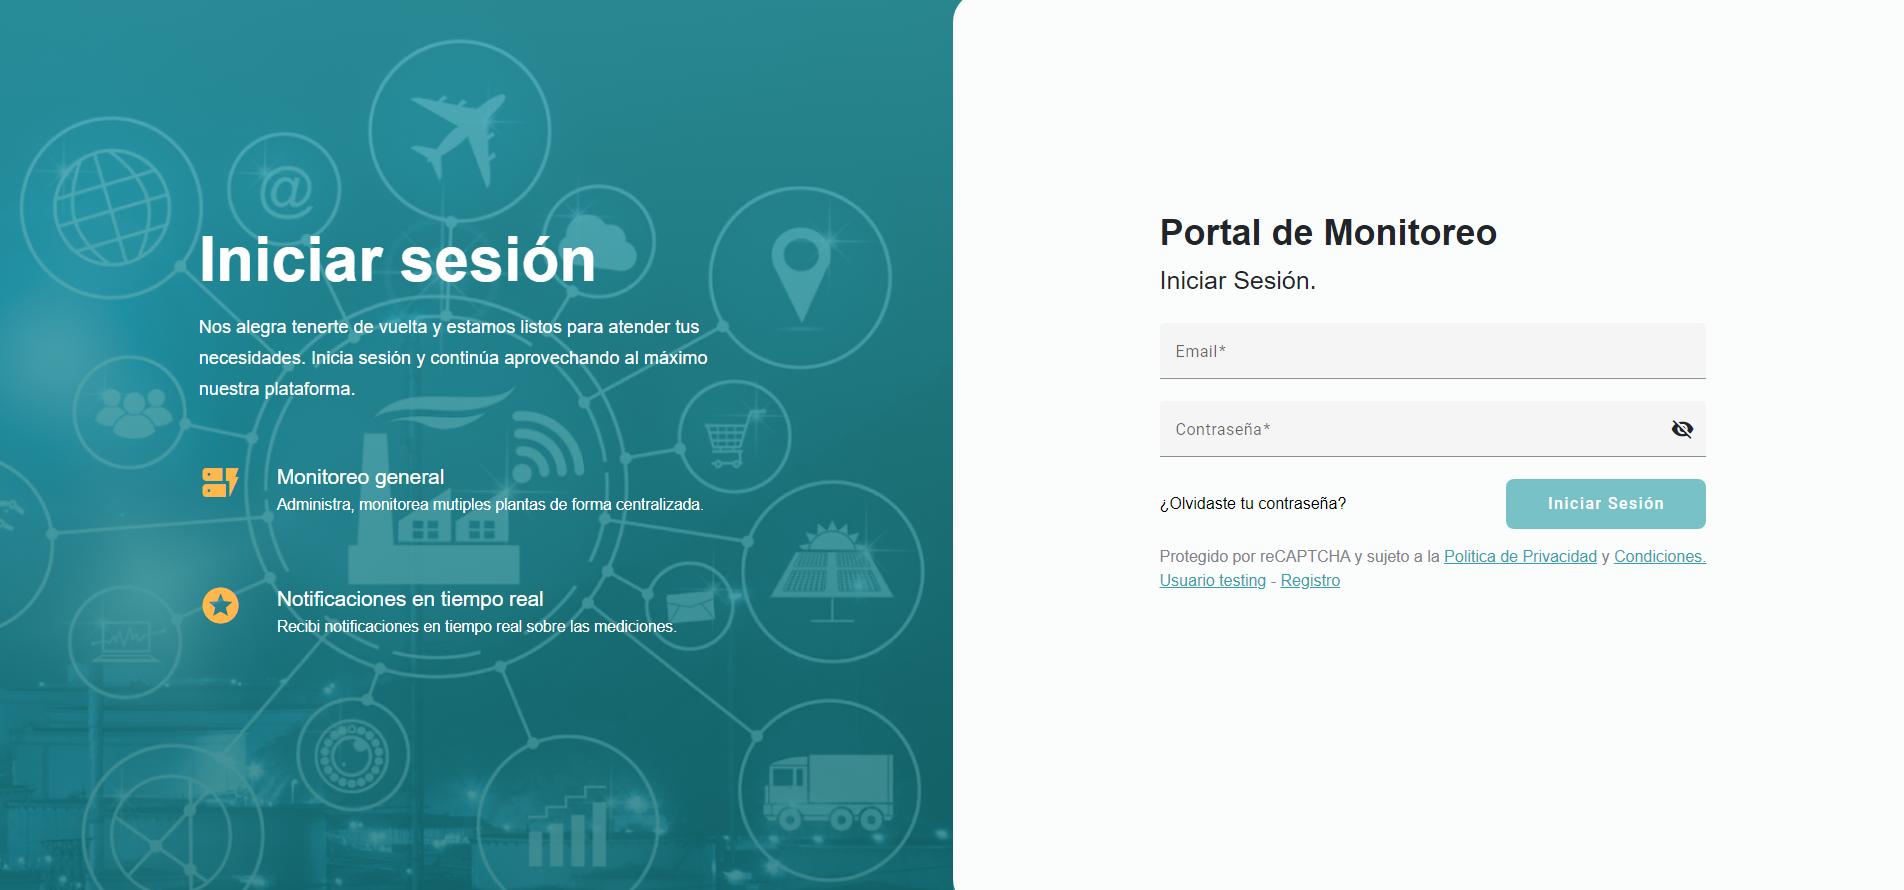 Iniciar sesión
Nos alegra tenerte de vuelta y estamos listos para atender tus
necesidades. Inicia sesión y continúa aprovechando al máximo
nuestra plataforma.
Monitoreo general
Administra, monitorea mutiples plantas de forma centralizada.
Notificaciones en tiempo real
Recibi notificaciones en tiempo real sobre las mediciones.
Portal de Monitoreo
Iniciar Sesión.
Email*
Contraseña*
¿Olvidaste tu contraseña?
Iniciar Sesión
Protegido por reCAPTCHA y sujeto a la Politica de Privacidad y Condiciones.
Usuario testing - Registro